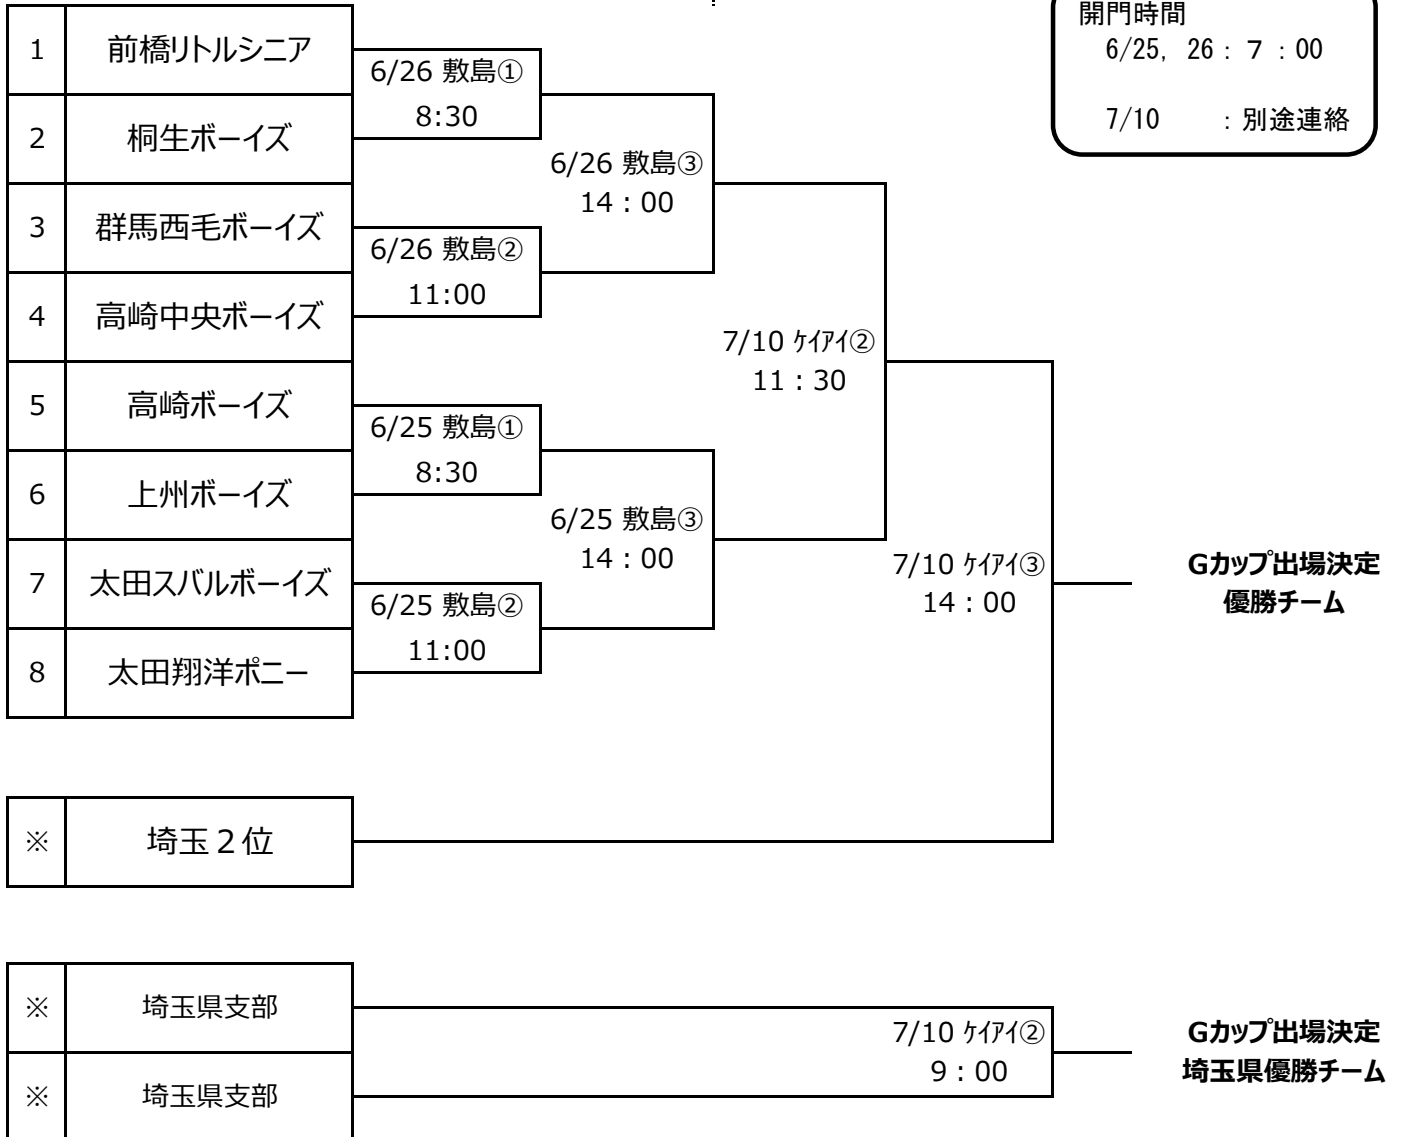 開門時間
6/25, 26 : 7 : 00
7/10 : 別途連絡
1 前橋リトルシニア
6/26 敷島①
8:30
2 桐生ボーイズ
6/26 敷島③
14 : 00
3 群馬西毛ボーイズ
6/26 敷島②
11:00
4 高崎中央ボーイズ
7/10 ｹｲｱｲ②
11 : 30
5 高崎ボーイズ
6/25 敷島①
8:30
6 上州ボーイズ
6/25 敷島③
14 : 00
7 太田スバルボーイズ
6/25 敷島②
11:00
8 太田翔洋ポニー
7/10 ｹｲｱｲ③
14 : 00
Gカップ出場決定
優勝チーム
※ 埼玉２位
※ 埼玉県支部
7/10 ｹｲｱｲ②
9 : 00
※ 埼玉県支部
Gカップ出場決定
埼玉県優勝チーム